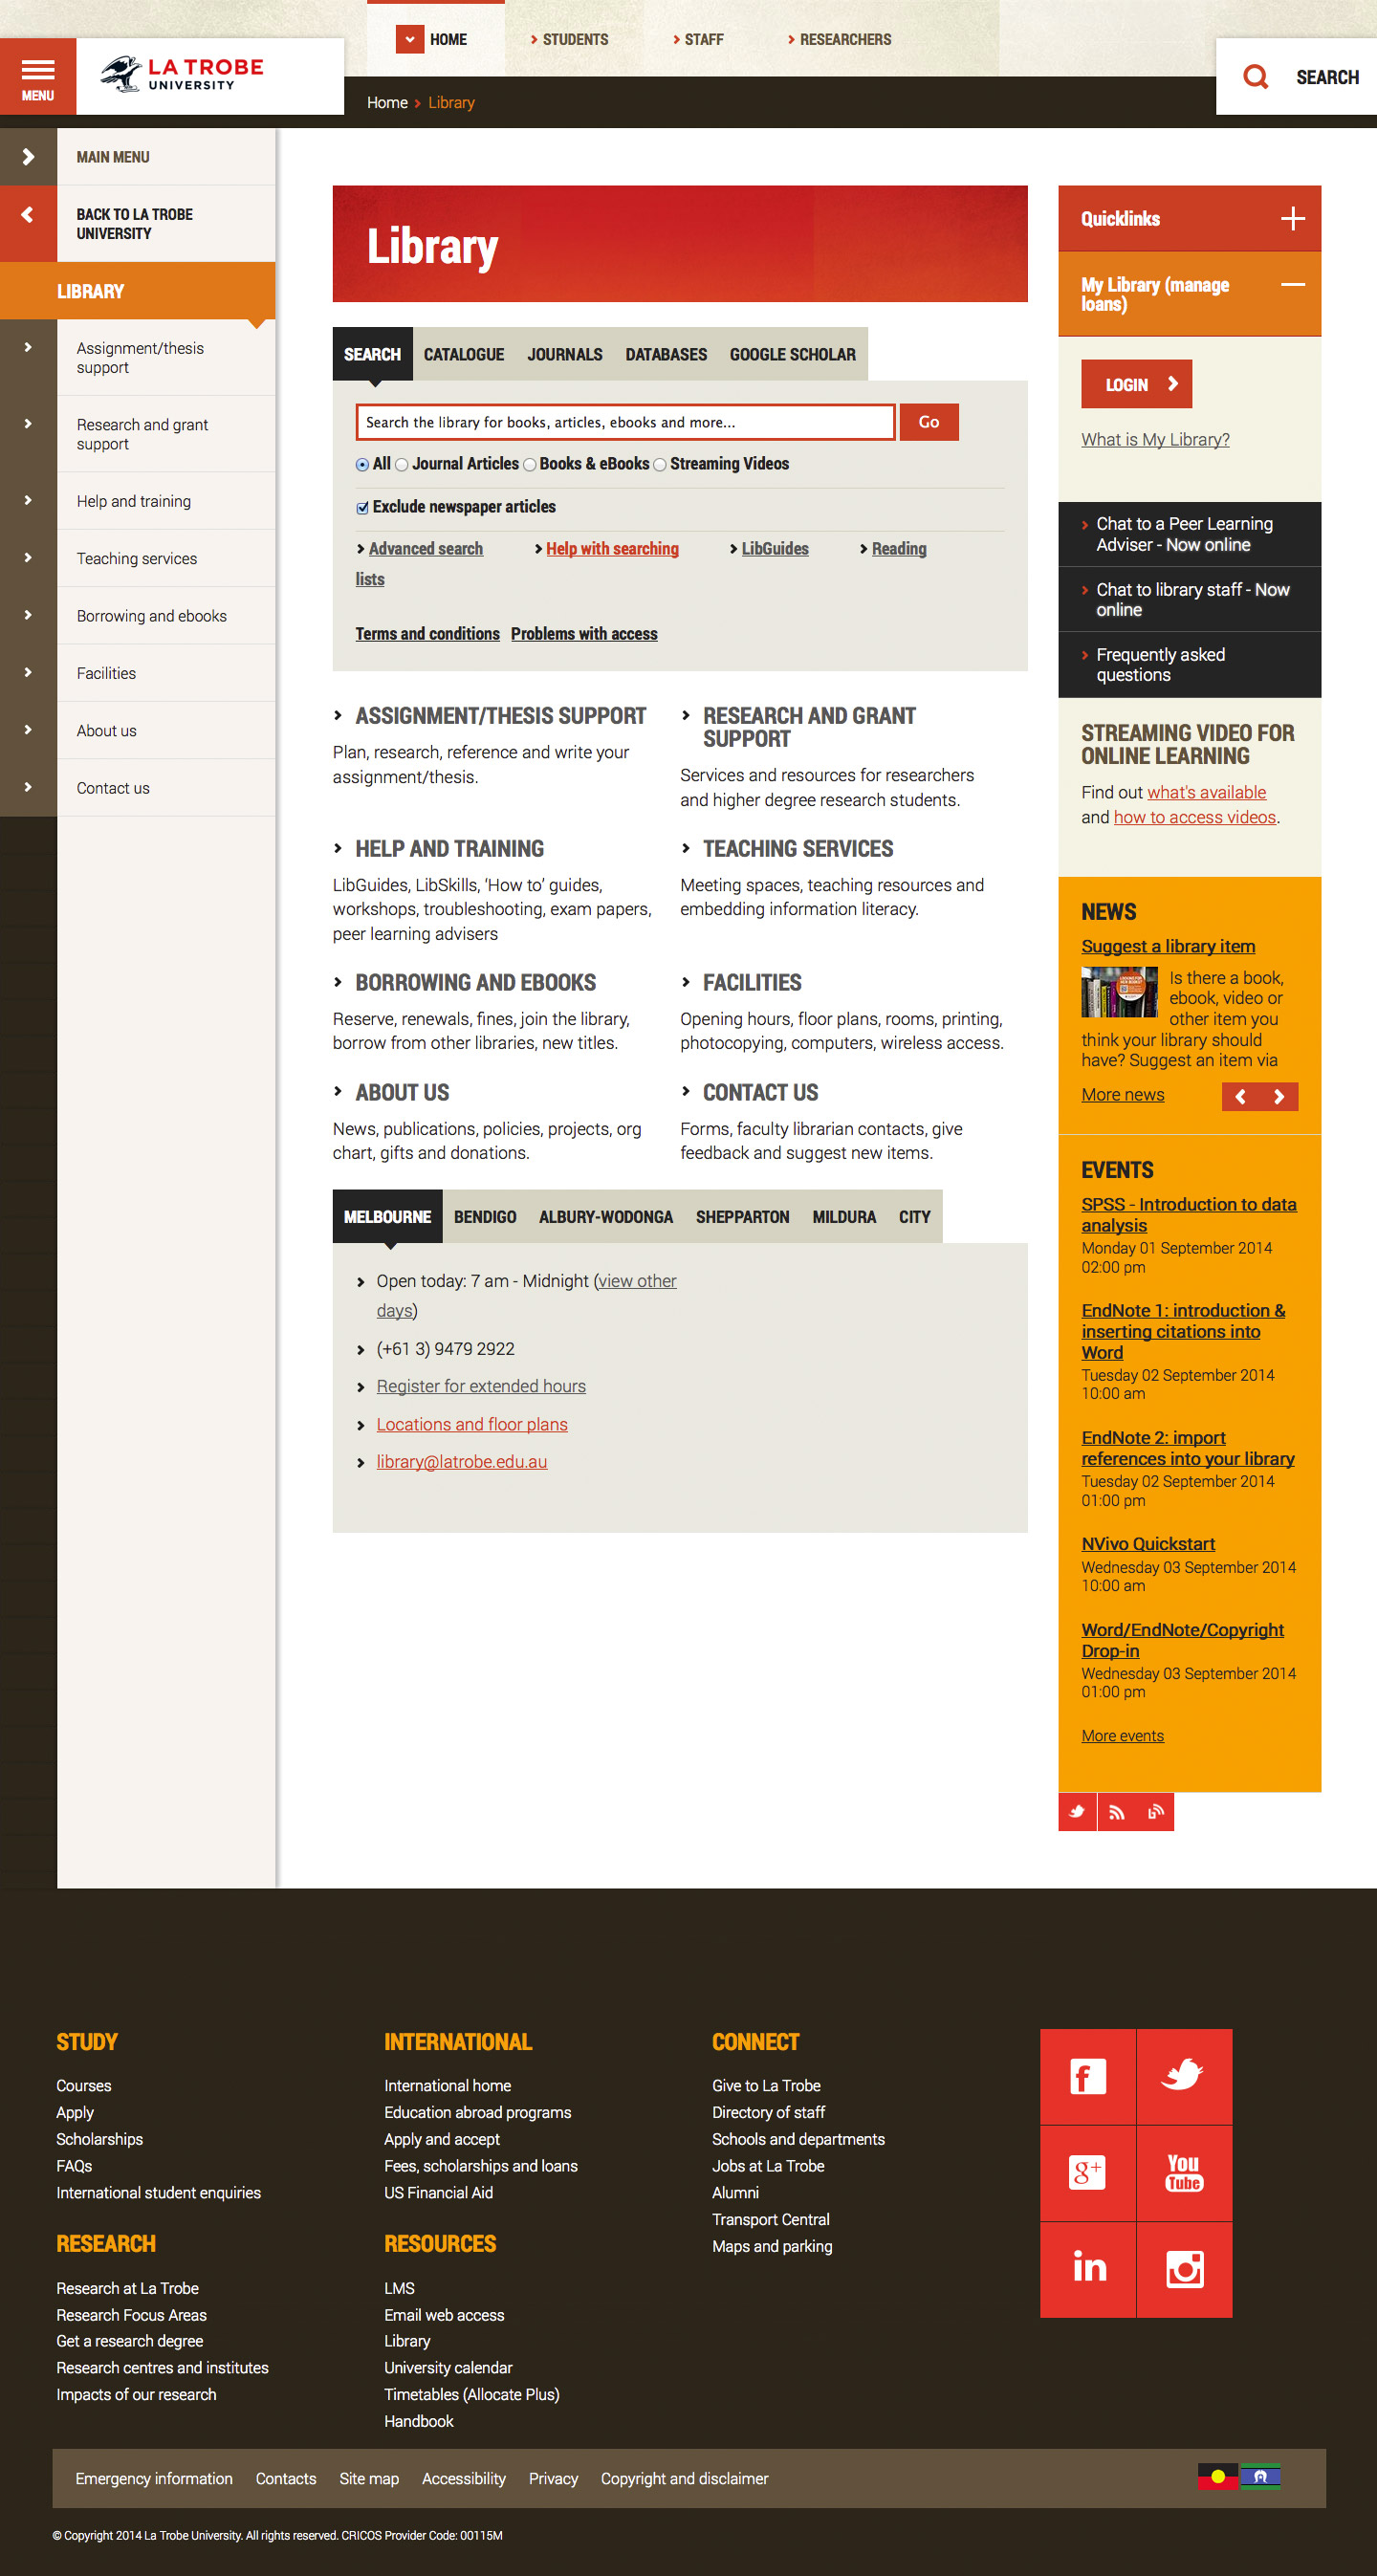 HOME
STUDENTS
STAFF
RESEARCHERS
MENU
LA TROBE
UNIVERSITY
SEARCH
Home
Library
MAIN MENU
BACK TO LA TROBE
UNIVERSITY
LIBRARY
Assignment/thesis
support
Research and grant
support
Help and training
Teaching services
Borrowing and ebooks
Facilities
About us
Contact us
Library
SEARCH CATALOGUE JOURNALS DATABASES GOOGLE SCHOLAR
Search the library for books, articles, ebooks and more... Go
All Journal Articles Books & eBooks Streaming Videos
Exclude newspaper articles
Advanced search Help with searching LibGuides Reading
lists
Terms and conditions Problems with access
ASSIGNMENT/THESIS SUPPORT
Plan, research, reference and write your
assignment/thesis.
RESEARCH AND GRANT
SUPPORT
Services and resources for researchers
and higher degree research students.
HELP AND TRAINING
LibGuides, LibSkills, ‘How to’ guides,
workshops, troubleshooting, exam papers,
peer learning advisers
TEACHING SERVICES
Meeting spaces, teaching resources and
embedding information literacy.
BORROWING AND EBOOKS
Reserve, renewals, fines, join the library,
borrow from other libraries, new titles.
FACILITIES
Opening hours, floor plans, rooms, printing,
photocopying, computers, wireless access.
ABOUT US
News, publications, policies, projects, org
chart, gifts and donations.
CONTACT US
Forms, faculty librarian contacts, give
feedback and suggest new items.
MELBOURNE BENDIGO ALBURY-WODONGA SHEPPARTON MILDURA CITY
Open today: 7 am - Midnight (view other
days)
(+61 3) 9479 2922
Register for extended hours
Locations and floor plans
library@latrobe.edu.au
Quicklinks
My Library (manage
loans)
LOGIN
What is My Library?
Chat to a Peer Learning
Adviser - Now online
Chat to library staff - Now
online
Frequently asked
questions
STREAMING VIDEO FOR
ONLINE LEARNING
Find out what's available
and how to access videos.
NEWS
Suggest a library item
Is there a book,
ebook, video or
other item you
think your library should
have? Suggest an item via
More news
EVENTS
SPSS - Introduction to data
analysis
Monday 01 September 2014
02:00 pm
EndNote 1: introduction &
inserting citations into
Word
Tuesday 02 September 2014
10:00 am
EndNote 2: import
references into your library
Tuesday 02 September 2014
01:00 pm
NVivo Quickstart
Wednesday 03 September 2014
10:00 am
Word/EndNote/Copyright
Drop-in
Wednesday 03 September 2014
01:00 pm
More events
STUDY
Courses
Apply
Scholarships
FAQs
International student enquiries
RESEARCH
Research at La Trobe
Research Focus Areas
Get a research degree
Research centres and institutes
Impacts of our research
INTERNATIONAL
International home
Education abroad programs
Apply and accept
Fees, scholarships and loans
US Financial Aid
RESOURCES
LMS
Email web access
Library
University calendar
Timetables (Allocate Plus)
Handbook
CONNECT
Give to La Trobe
Directory of staff
Schools and departments
Jobs at La Trobe
Alumni
Transport Central
Maps and parking
f
g+
You
Tube
in
Emergency information Contacts Site map Accessibility Privacy Copyright and disclaimer
© Copyright 2014 La Trobe University. All rights reserved. CRICOS Provider Code: 00115M